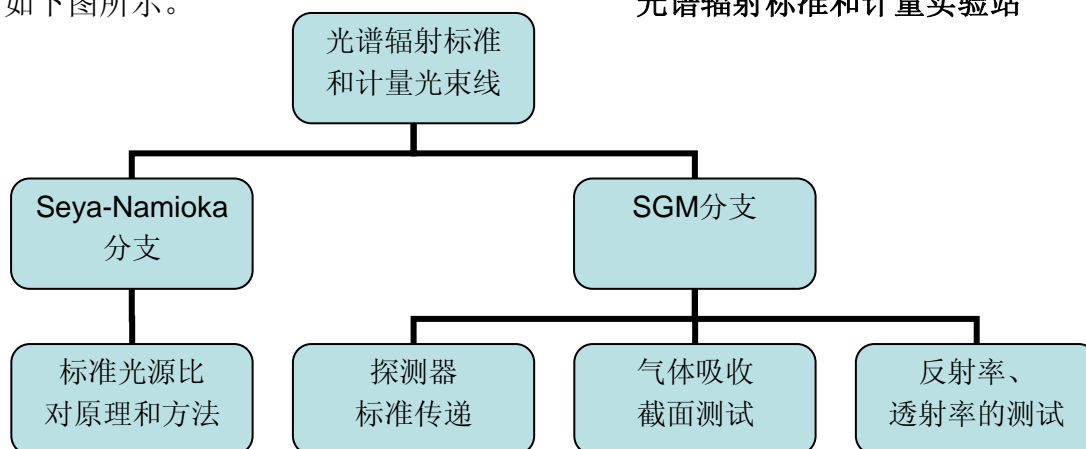 如下图所示。
光谱辐射标准和计量实验站
光谱辐射标准
和计量光束线
Seya-Namioka
分支
SGM分支
标准光源比
对原理和方法
探测器
标准传递
气体吸收
截面测试
反射率、
透射率的测试